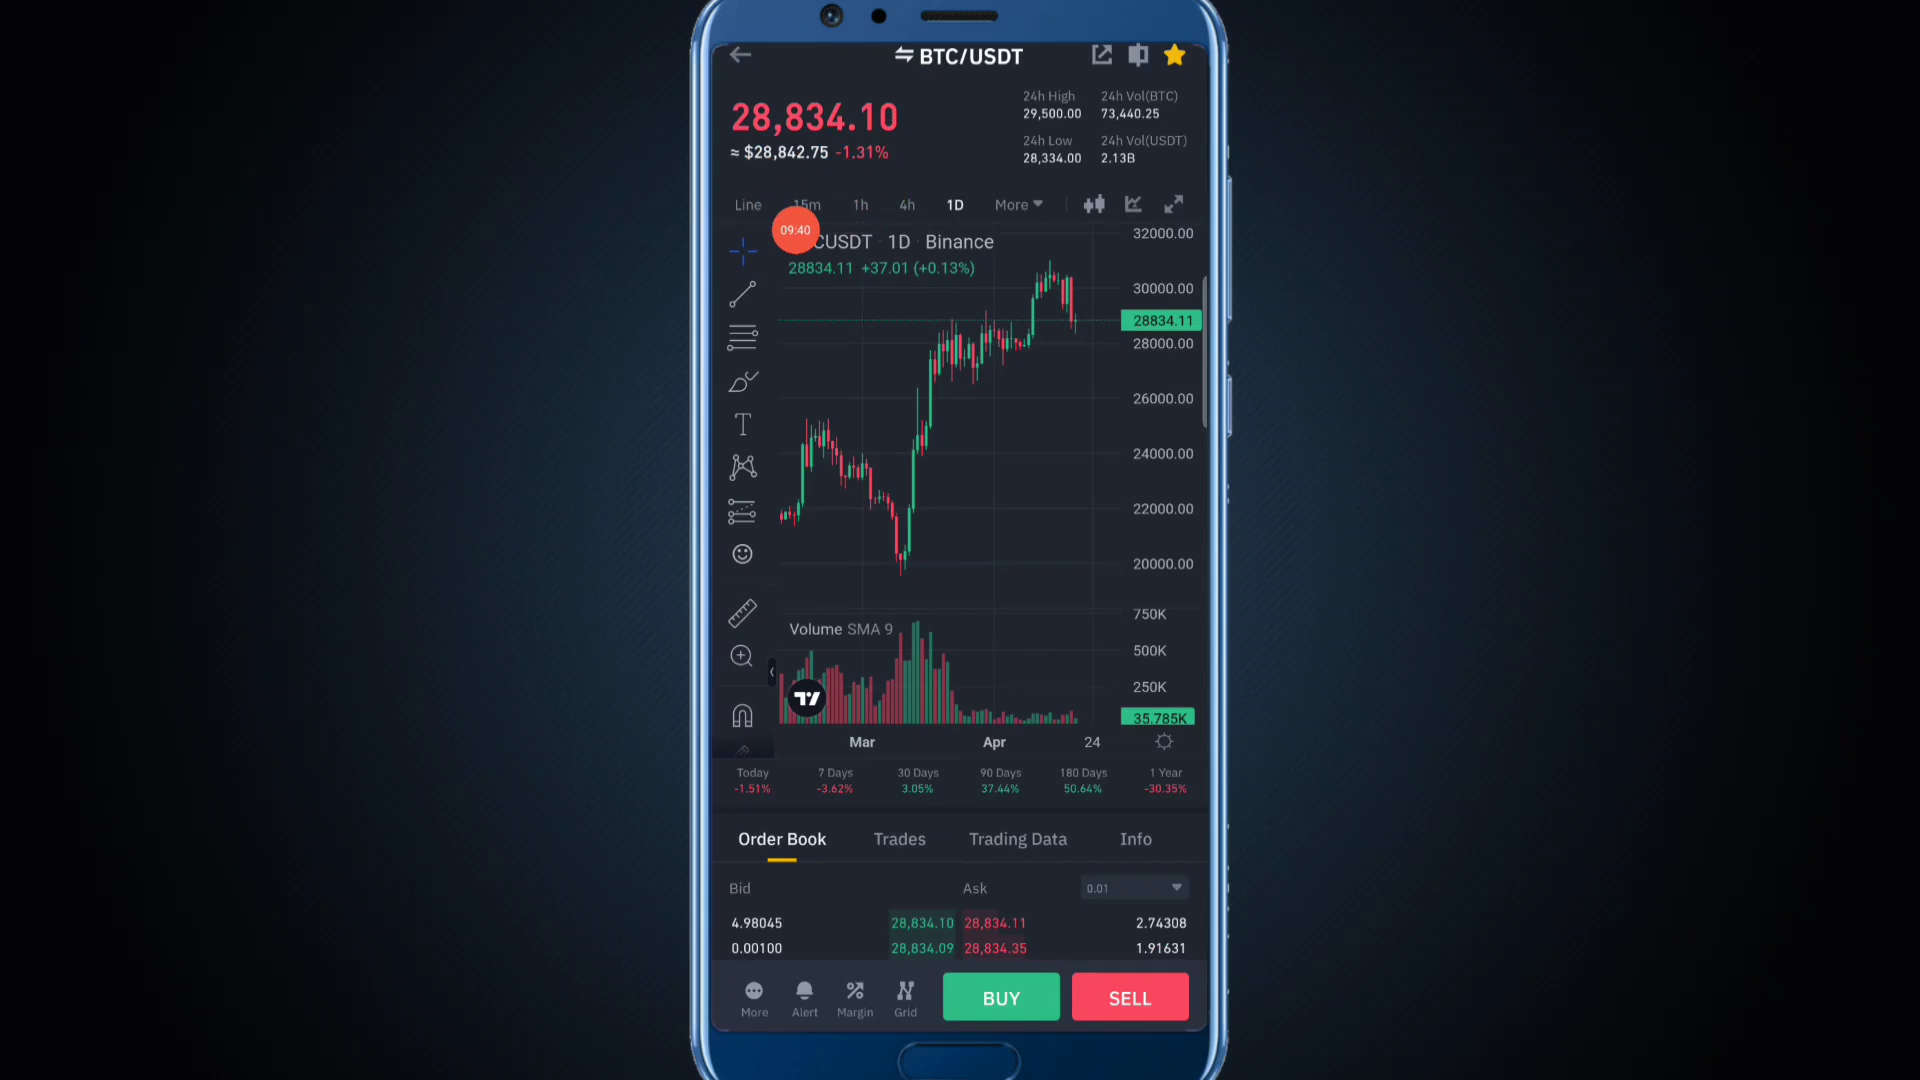 BTC/USDT
28,834.10
≈ $28,842.75 -1.31%
24h High
29,500.00
24h Vol(BTC)
73,440.25
24h Low
28,334.00
24h Vol(USDT)
2.13B
Line 15m 1h 4h 1D More
09:40
CUSDT · 1D · Binance
28834.11 +37.01 (+0.13%)
32000.00
30000.00
28834.11
28000.00
26000.00
24000.00
22000.00
20000.00
750K
Volume SMA 9
500K
250K
35.785K
Mar Apr 24
Today 7 Days 30 Days 90 Days 180 Days 1 Year
-1.51% -3.62% 3.05% 37.44% 50.64% -30.35%
Order Book Trades Trading Data Info
Bid Ask 0.01
4.98045 28,834.10 28,834.11 2.74308
0.00100 28,834.09 28,834.35 1.91631
More Alert Margin Grid BUY SELL